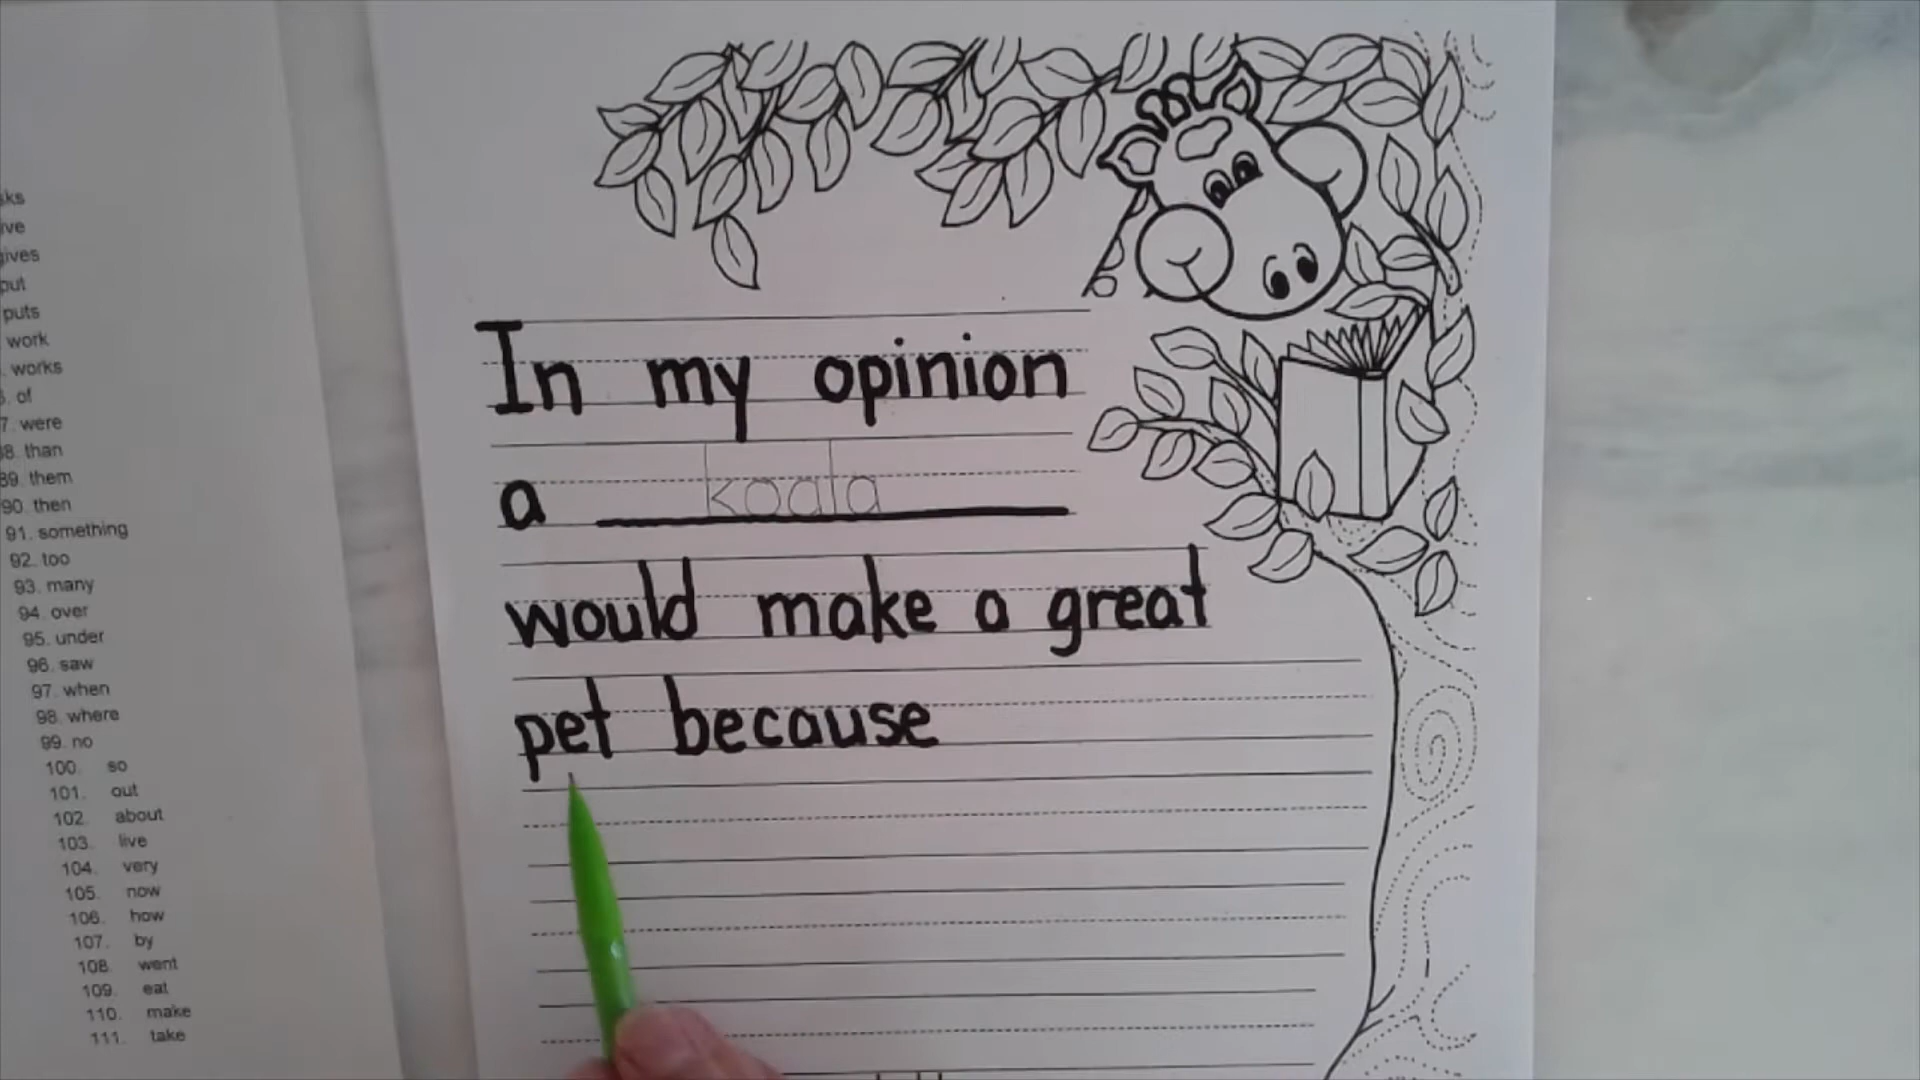 In my opinion
a koala
would make a great
pet because
gives
put
puts
work
works
of
were
than
89. them
90. then
91. something
92. too
93. many
94. over
95. under
96. saw
97. when
98. where
99. no
100. so
101. out
102. about
103. live
104. very
105. now
106. how
107. by
108. went
109. eat
110. make
111. take